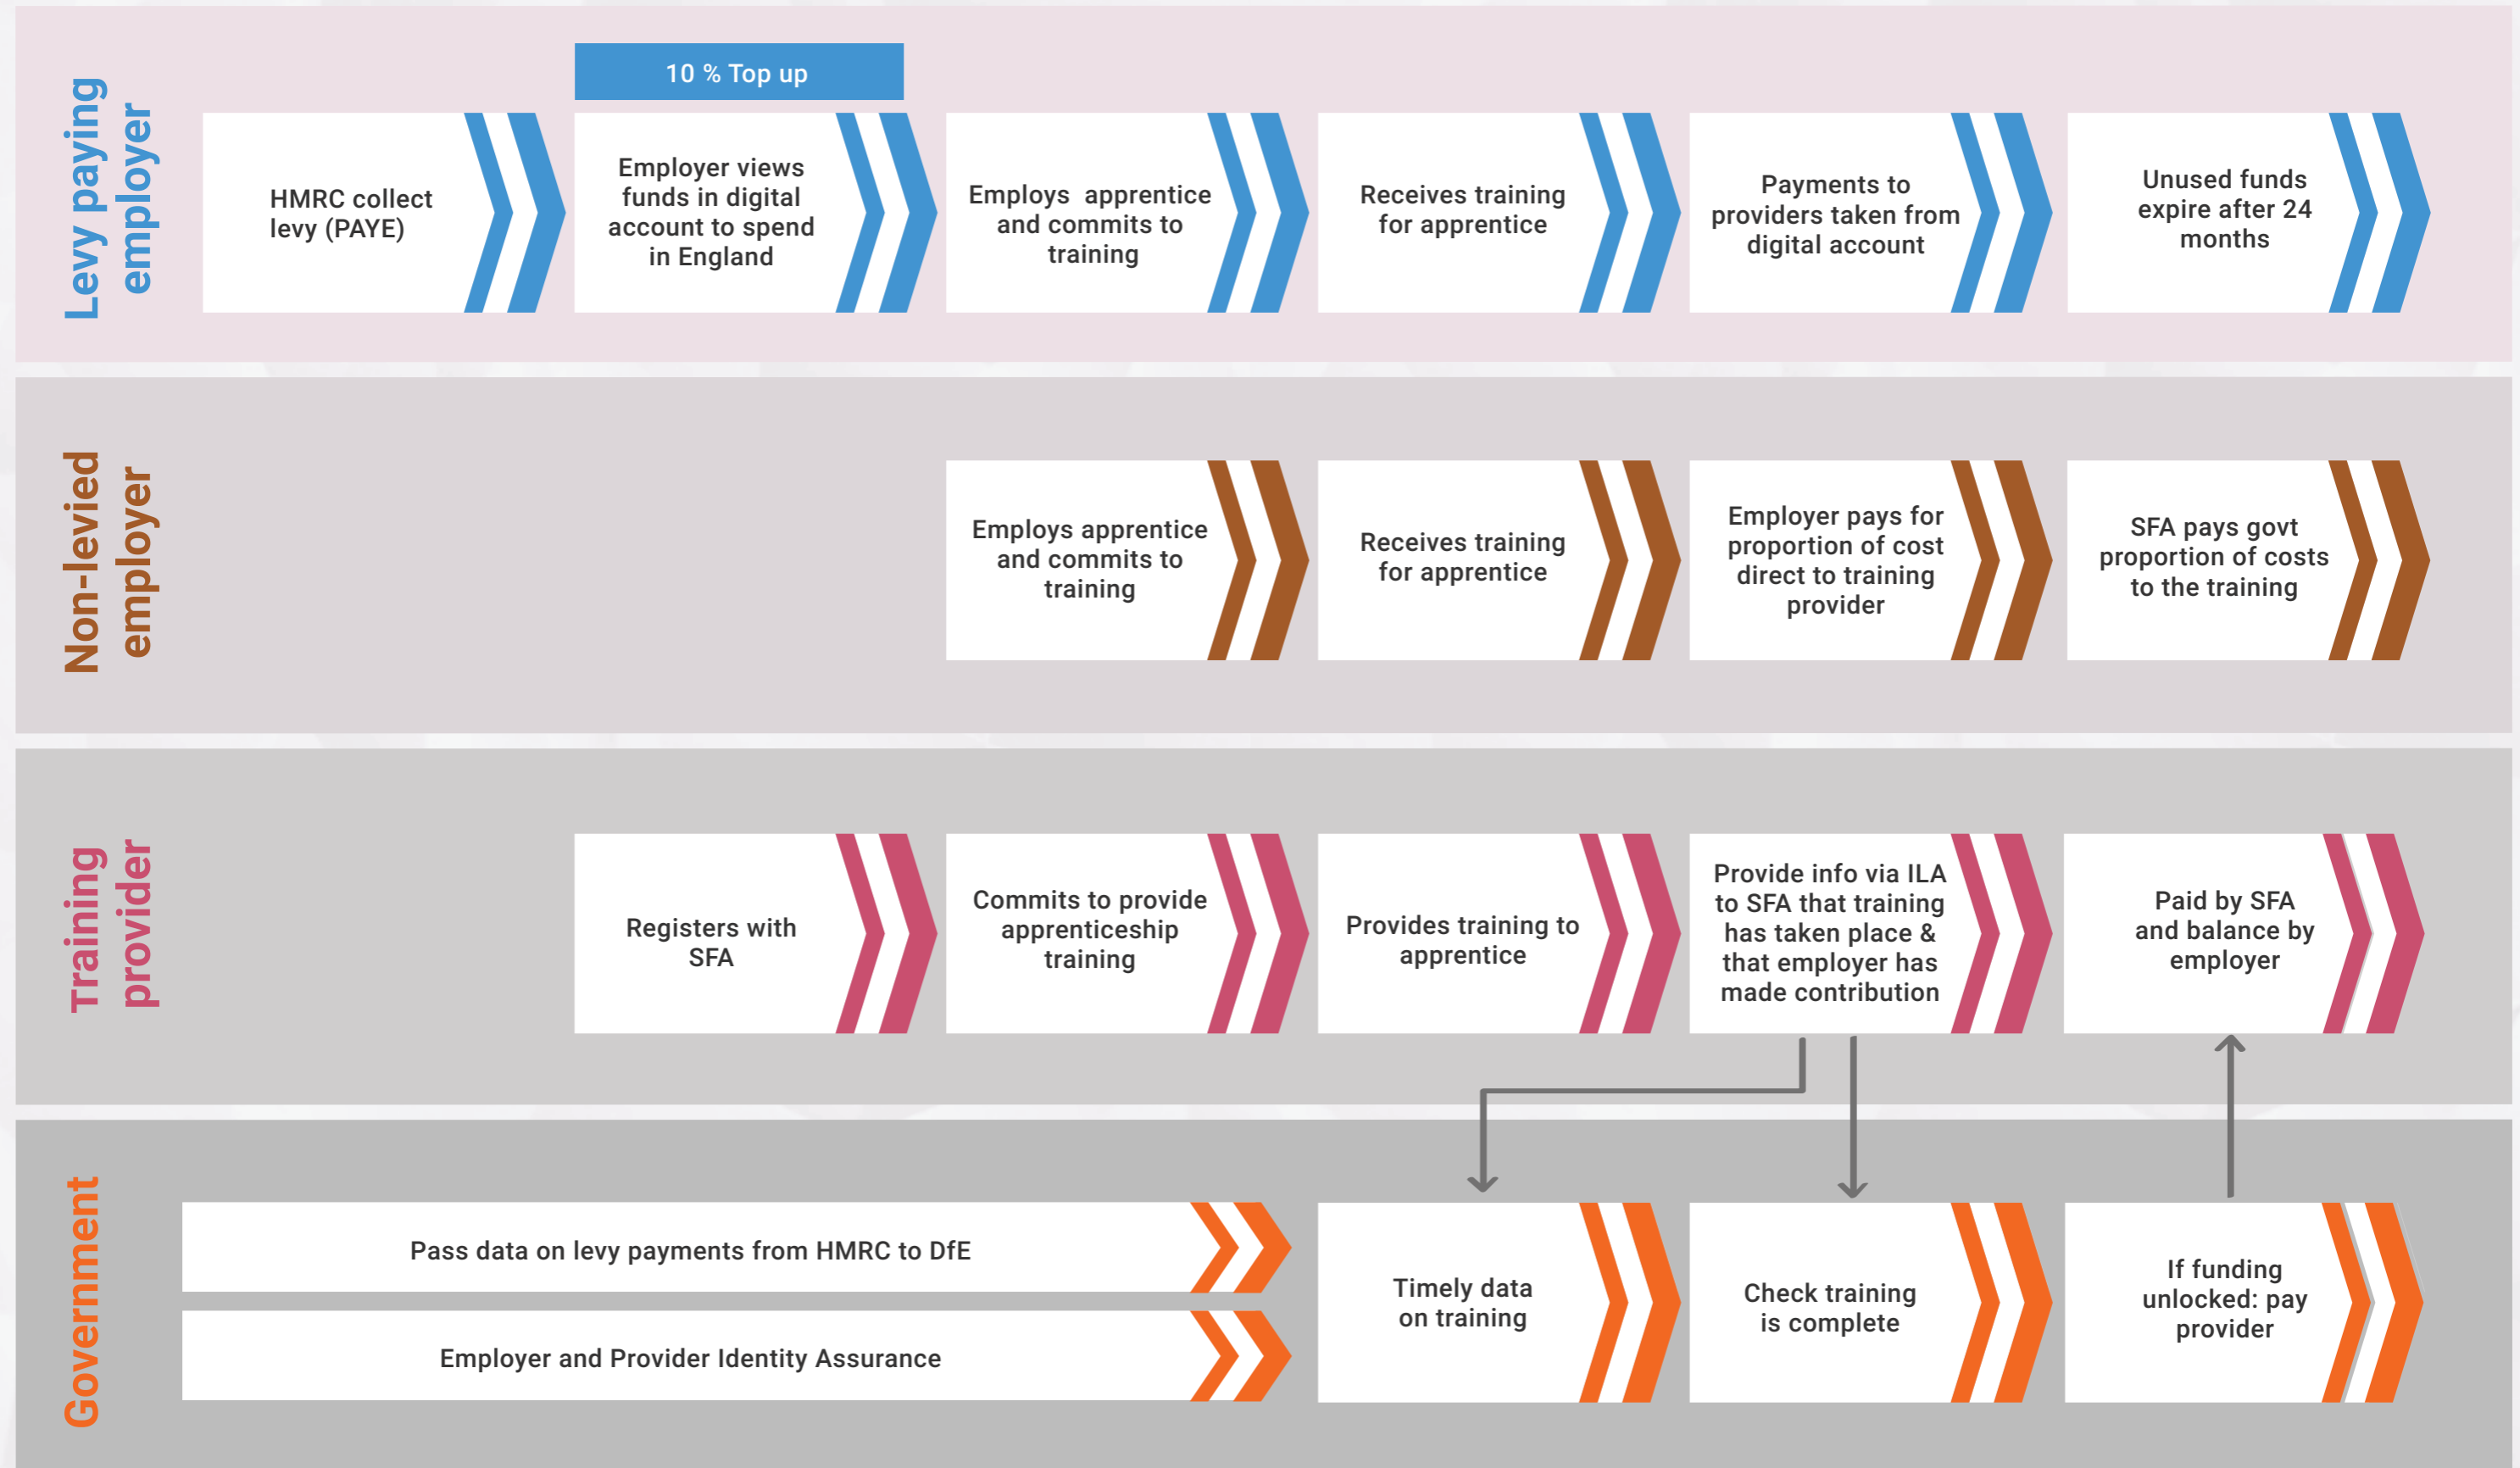 Levy paying
employer
10 % Top up
HMRC collect
levy (PAYE)
Employer views
funds in digital
account to spend
in England
Employs apprentice
and commits to
training
Receives training
for apprentice
Payments to
providers taken from
digital account
Unused funds
expire after 24
months
Non-levied
employer
Employs apprentice
and commits to
training
Receives training
for apprentice
Employer pays for
proportion of cost
direct to training
provider
SFA pays govt
proportion of costs
to the training
Training
provider
Registers with
SFA
Commits to provide
apprenticeship
training
Provides training to
apprentice
Provide info via ILA
to SFA that training
has taken place &
that employer has
made contribution
Paid by SFA
and balance by
employer
Government
Pass data on levy payments from HMRC to DfE
Employer and Provider Identity Assurance
Timely data
on training
Check training
is complete
If funding
unlocked: pay
provider